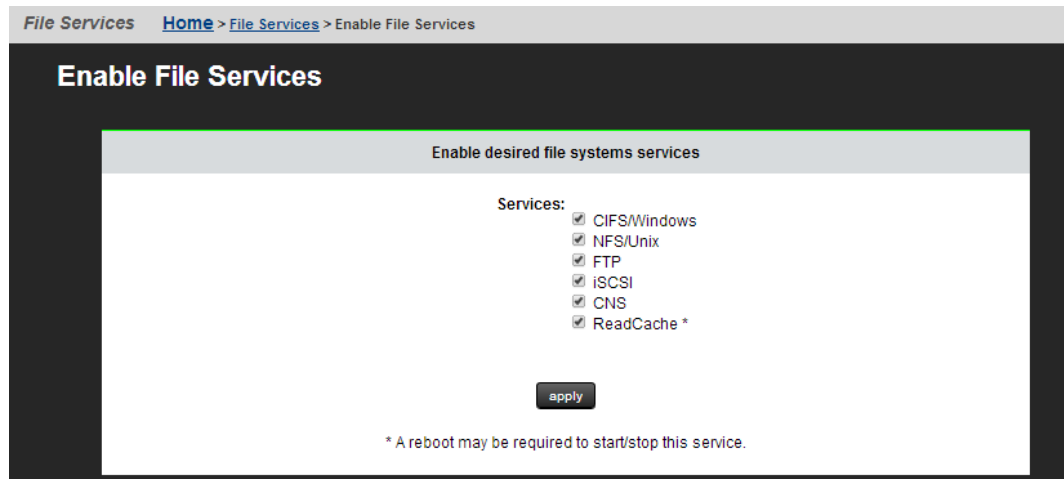 File Services Home > File Services > Enable File Services
Enable File Services
Enable desired file systems services
Services:
CIFS/Windows
NFS/Unix
FTP
iSCSI
CNS
ReadCache *
apply
* A reboot may be required to start/stop this service.